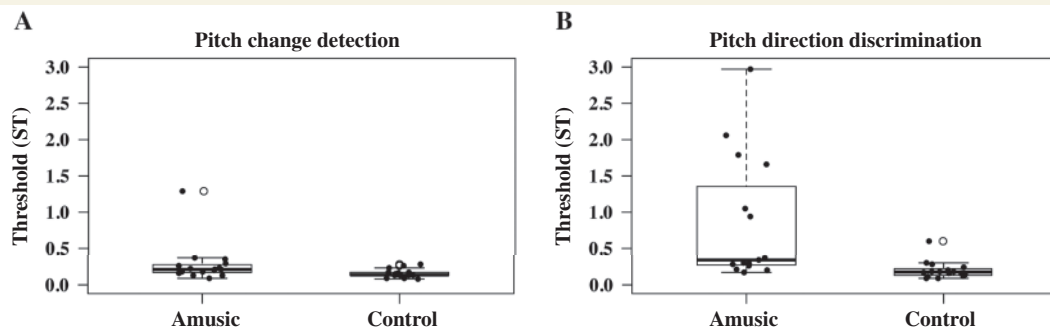 A
Pitch change detection
Threshold (ST)
3.0
2.5
2.0
1.5
1.0
0.5
0.0
Amusic Control
B
Pitch direction discrimination
Threshold (ST)
3.0
2.5
2.0
1.5
1.0
0.5
0.0
Amusic Control